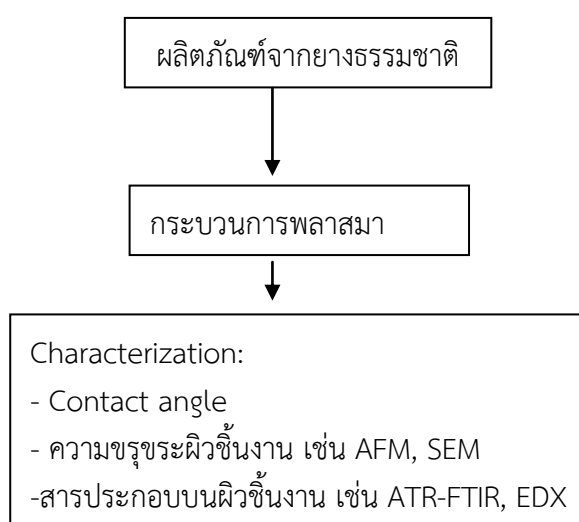 ผลิตภัณฑ์จากยางธรรมชาติ
กระบวนการพลาสมา
Characterization:
- Contact angle
- ความขรุขระผิวชิ้นงาน เช่น AFM, SEM
-สารประกอบบนผิวชิ้นงาน เช่น ATR-FTIR, EDX